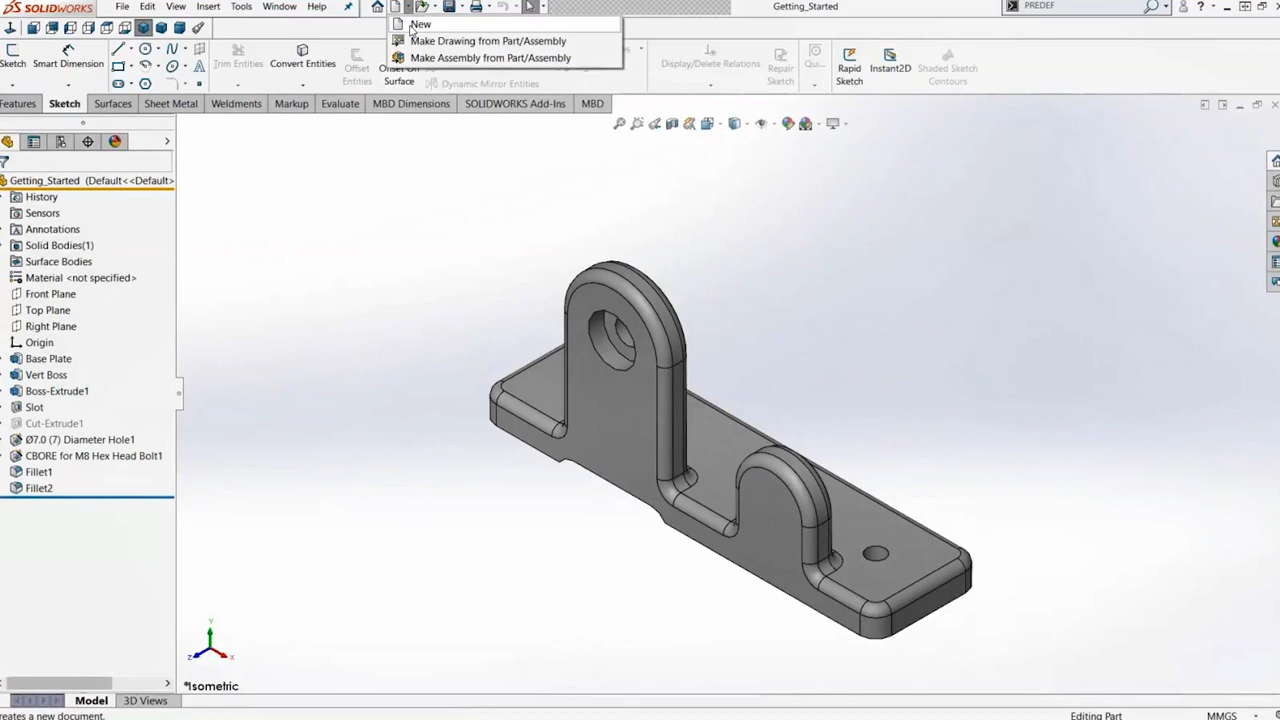 SOLIDWORKS File Edit View Insert Tools Window Help Getting_Started PREDEF
New
Make Drawing from Part/Assembly
Make Assembly from Part/Assembly
Sketch Smart Dimension Trim Entities Convert Entities Offset Entities Surface Dynamic Mirror Entities Display/Delete Relations Repair Sketch Qui... Rapid Sketch Instant2D Shaded Sketch Contours
Features Sketch Surfaces Sheet Metal Weldments Markup Evaluate MBD Dimensions SOLIDWORKS Add-Ins MBD
Getting_Started (Default<<Default>
History
Sensors
Annotations
Solid Bodies(1)
Surface Bodies
Material <not specified>
Front Plane
Top Plane
Right Plane
Origin
Base Plate
Vert Boss
Boss-Extrude1
Slot
Cut-Extrude1
Ø7.0 (7) Diameter Hole1
CBORE for M8 Hex Head Bolt1
Fillet1
Fillet2
Y
Z X
*Isometric
Model 3D Views
reates a new document. Editing Part MMGS